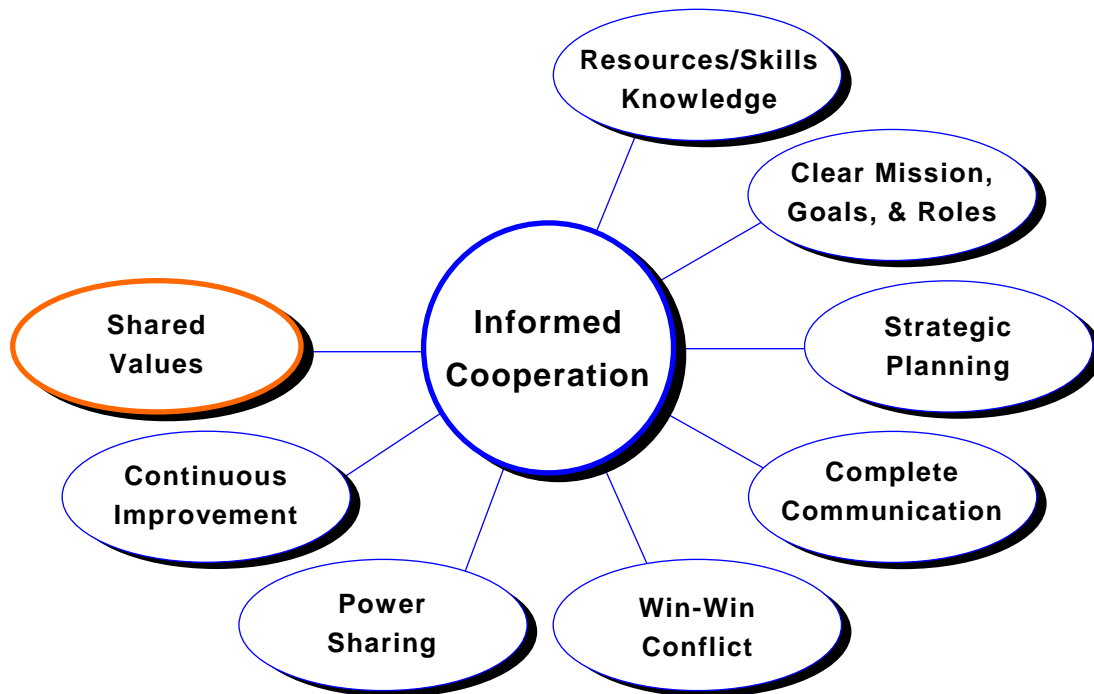 Resources/Skills
Knowledge
Clear Mission,
Goals, & Roles
Informed
Cooperation
Shared
Values
Strategic
Planning
Continuous
Improvement
Complete
Communication
Power
Sharing
Win-Win
Conflict